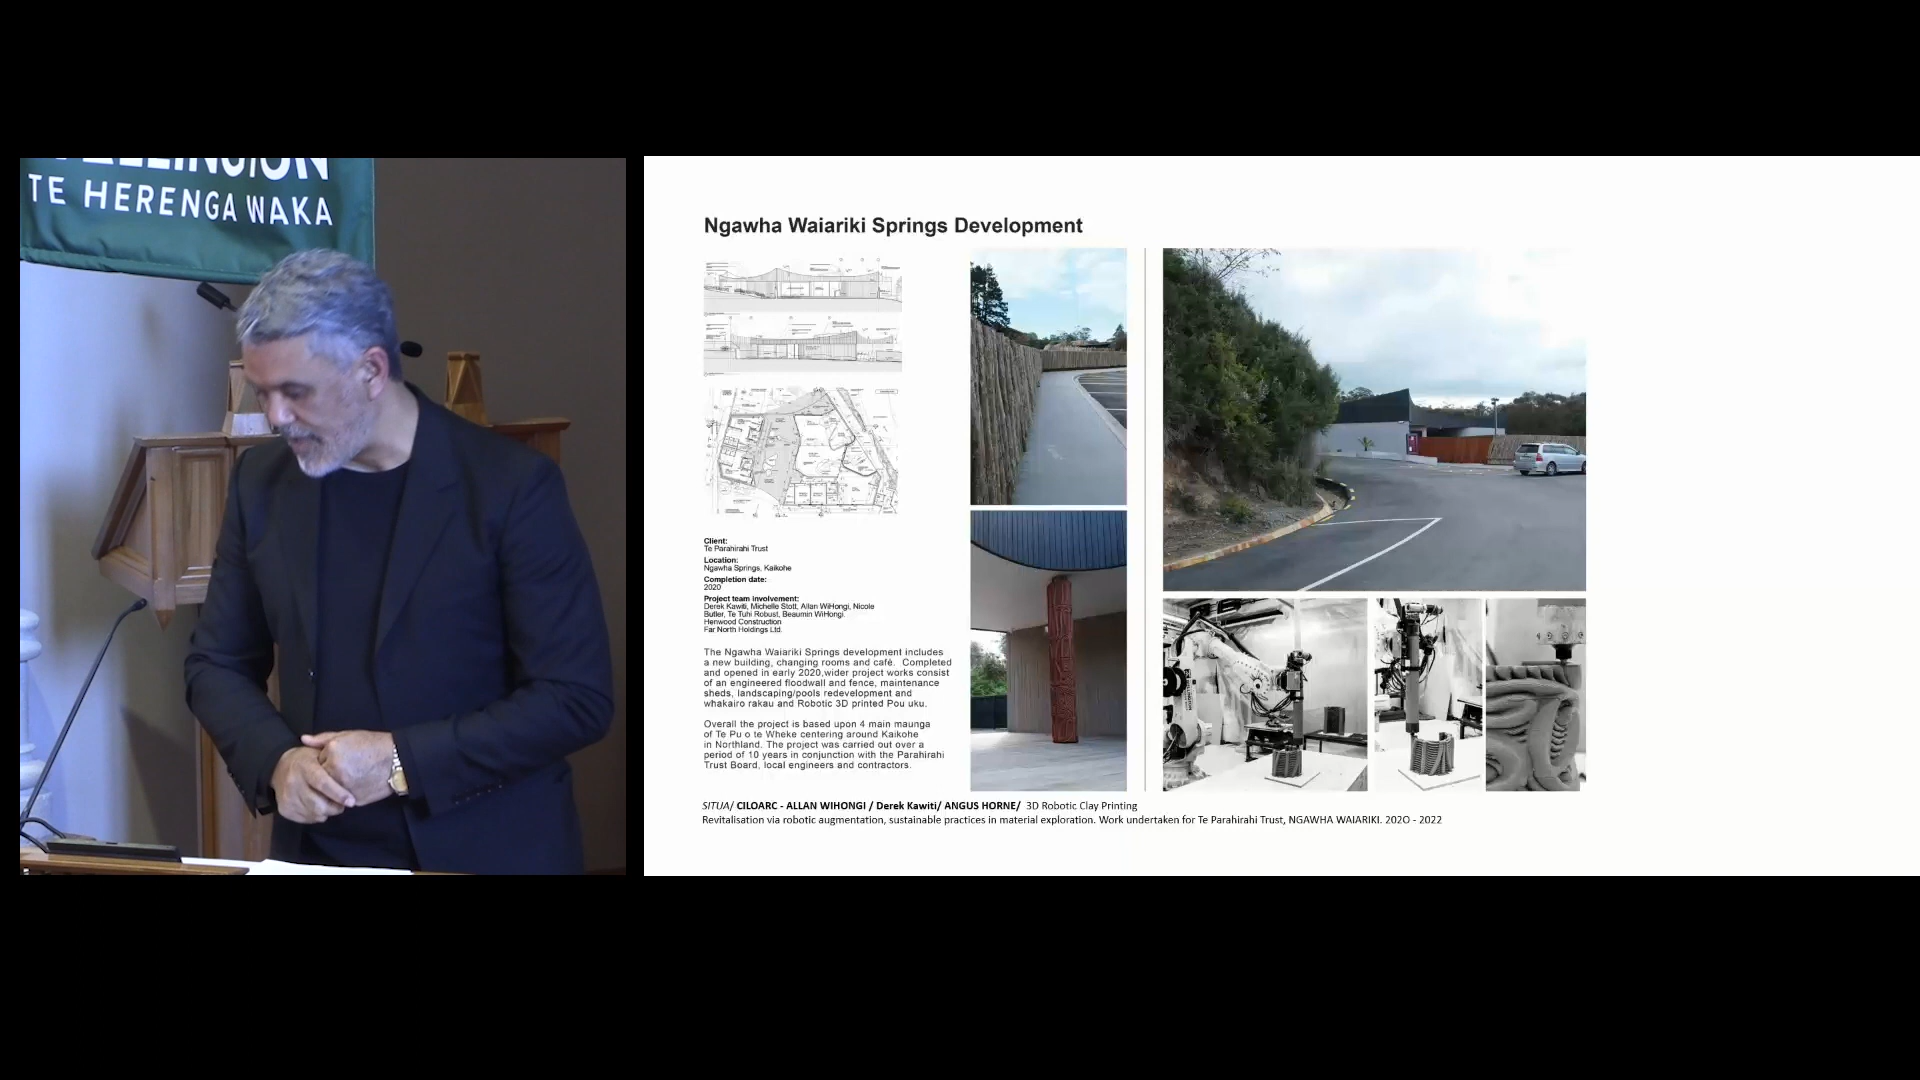 TE HERENGA WAKA
Ngawha Waiariki Springs Development
Client:
Te Parahirahi Trust
Location:
Ngawha Springs, Kaikohe
Completion date:
2020
Project team involvement:
Derek Kawiti, Michelle Stott, Allan WiHongi, Nicole
Butler, Te Tuhi Robust, Beaumin WiHongi.
Henwood Construction
Far North Holdings Ltd.
The Ngawha Waiariki Springs development includes
a new building, changing rooms and café. Completed
and opened in early 2020,wider project works consist
of an engineered floodwall and fence, maintenance
sheds, landscaping/pools redevelopment and
whakairo rakau and Robotic 3D printed Pou uku.
Overall the project is based upon 4 main maunga
of Te Pu o te Wheke centering around Kaikohe
in Northland. The project was carried out over a
period of 10 years in conjunction with the Parahirahi
Trust Board, local engineers and contractors.
SITUA/ CILOARC - ALLAN WIHONGI / Derek Kawiti/ ANGUS HORNE/ 3D Robotic Clay Printing
Revitalisation via robotic augmentation, sustainable practices in material exploration. Work undertaken for Te Parahirahi Trust, NGAWHA WAIARIKI. 202O - 2022